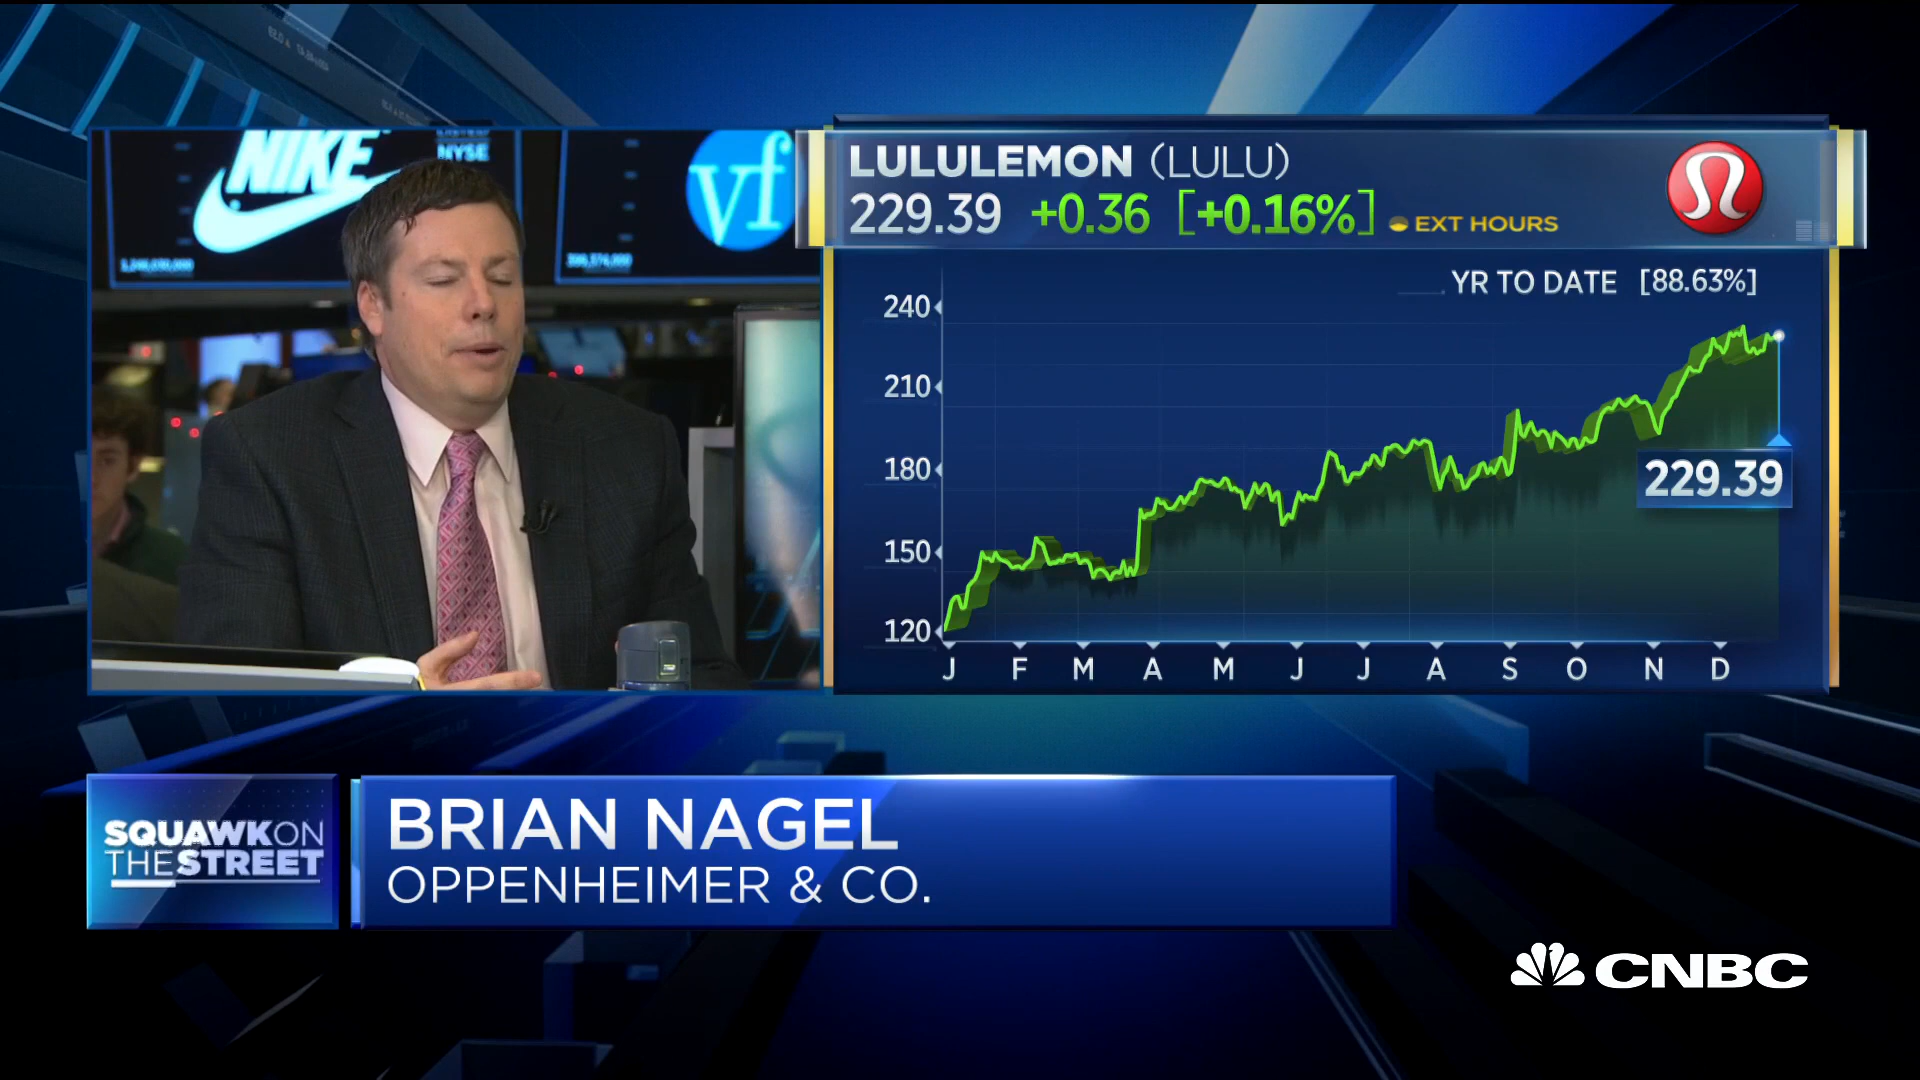 NIKE
NYSE
vf
LULULEMON (LULU)
229.39 +0.36 [+0.16%] EXT HOURS
YR TO DATE [88.63%]
240
210
180
150
120
J F M A M J J A S O N D
229.39
SQUAWK ON
THE STREET
BRIAN NAGEL
OPPENHEIMER & CO.
CNBC